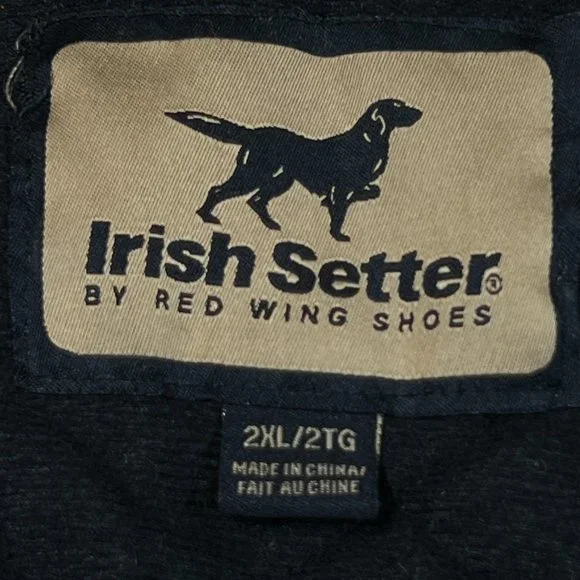 Irish Setter®
BY RED WING SHOES
2XL/2TG
MADE IN CHINA/
FAIT AU CHINE